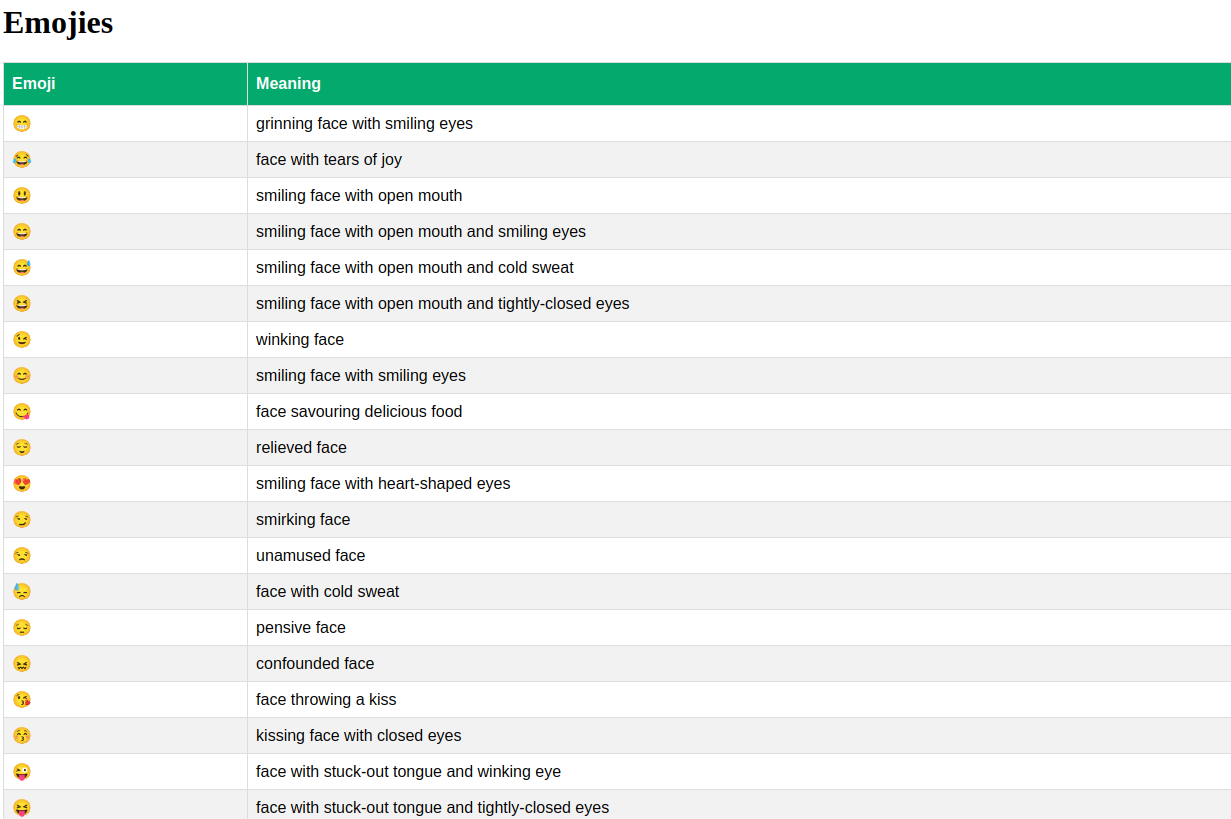 Emojies
Emoji Meaning
😁 grinning face with smiling eyes
😂 face with tears of joy
😃 smiling face with open mouth
😄 smiling face with open mouth and smiling eyes
😅 smiling face with open mouth and cold sweat
😆 smiling face with open mouth and tightly-closed eyes
😉 winking face
😊 smiling face with smiling eyes
😋 face savouring delicious food
😌 relieved face
😍 smiling face with heart-shaped eyes
😏 smirking face
😒 unamused face
😓 face with cold sweat
😔 pensive face
😖 confounded face
😘 face throwing a kiss
😚 kissing face with closed eyes
😜 face with stuck-out tongue and winking eye
😝 face with stuck-out tongue and tightly-closed eyes